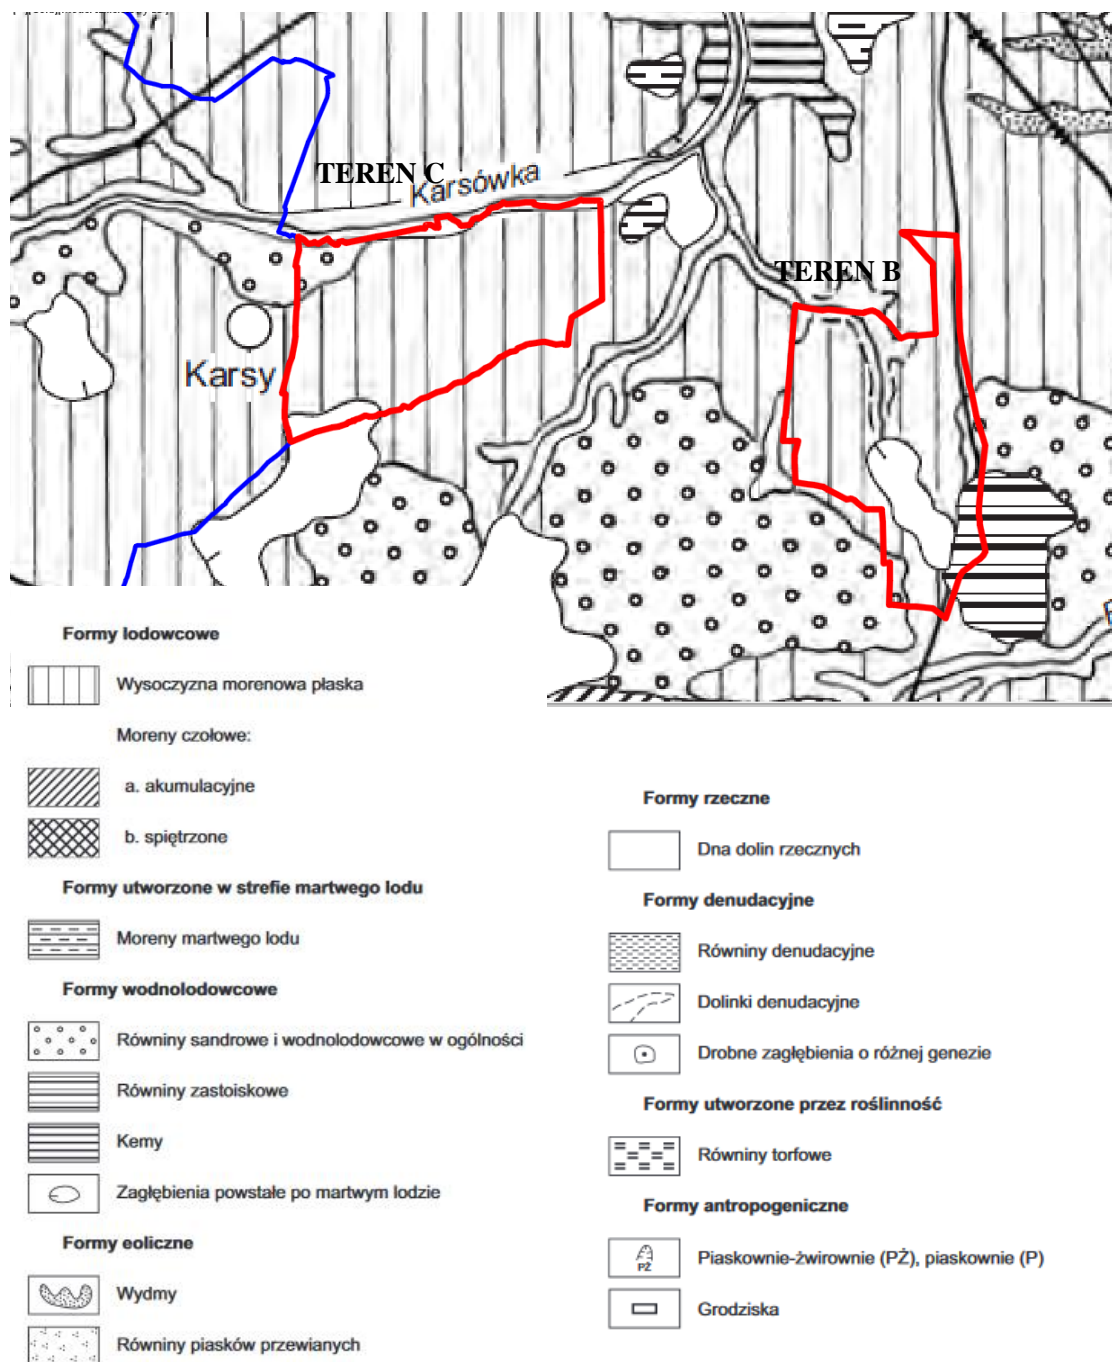 TEREN C
Karsówka
TEREN B
Karsy
Formy lodowcowe
Wysoczyzna morenowa płaska
Moreny czołowe:
a. akumulacyjne
b. spiętrzone
Formy utworzone w strefie martwego lodu
Moreny martwego lodu
Formy wodnolodowcowe
Równiny sandrowe i wodnolodowcowe w ogólności
Równiny zastoiskowe
Kemy
Zagłębienia powstałe po martwym lodzie
Formy eoliczne
Wydmy
Równiny piasków przewianych
Formy rzeczne
Dna dolin rzecznych
Formy denudacyjne
Równiny denudacyjne
Dolinki denudacyjne
Drobne zagłębienia o różnej genezie
Formy utworzone przez roślinność
Równiny torfowe
Formy antropogeniczne
PŻ
Piaskownie-żwirownie (PŻ), piaskownie (P)
Grodziska